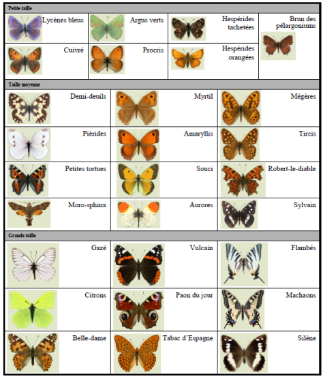 Petite taille
Lycènes bleus
Argus verts
Hespérides
tachetées
Brun des
pélargoniums
Cuivré
Procris
Hespérides
orangées
Taille moyenne
Demi-deuils
Myrtil
Mégères
Piérides
Amaryllis
Tircis
Petites tortues
Souci
Robert-le-diable
Moro-sphinx
Aurores
Sylvain
Grande taille
Gazé
Vulcain
Flambés
Citrons
Paon du jour
Machaons
Belle-dame
Tabac d'Espagne
Silène